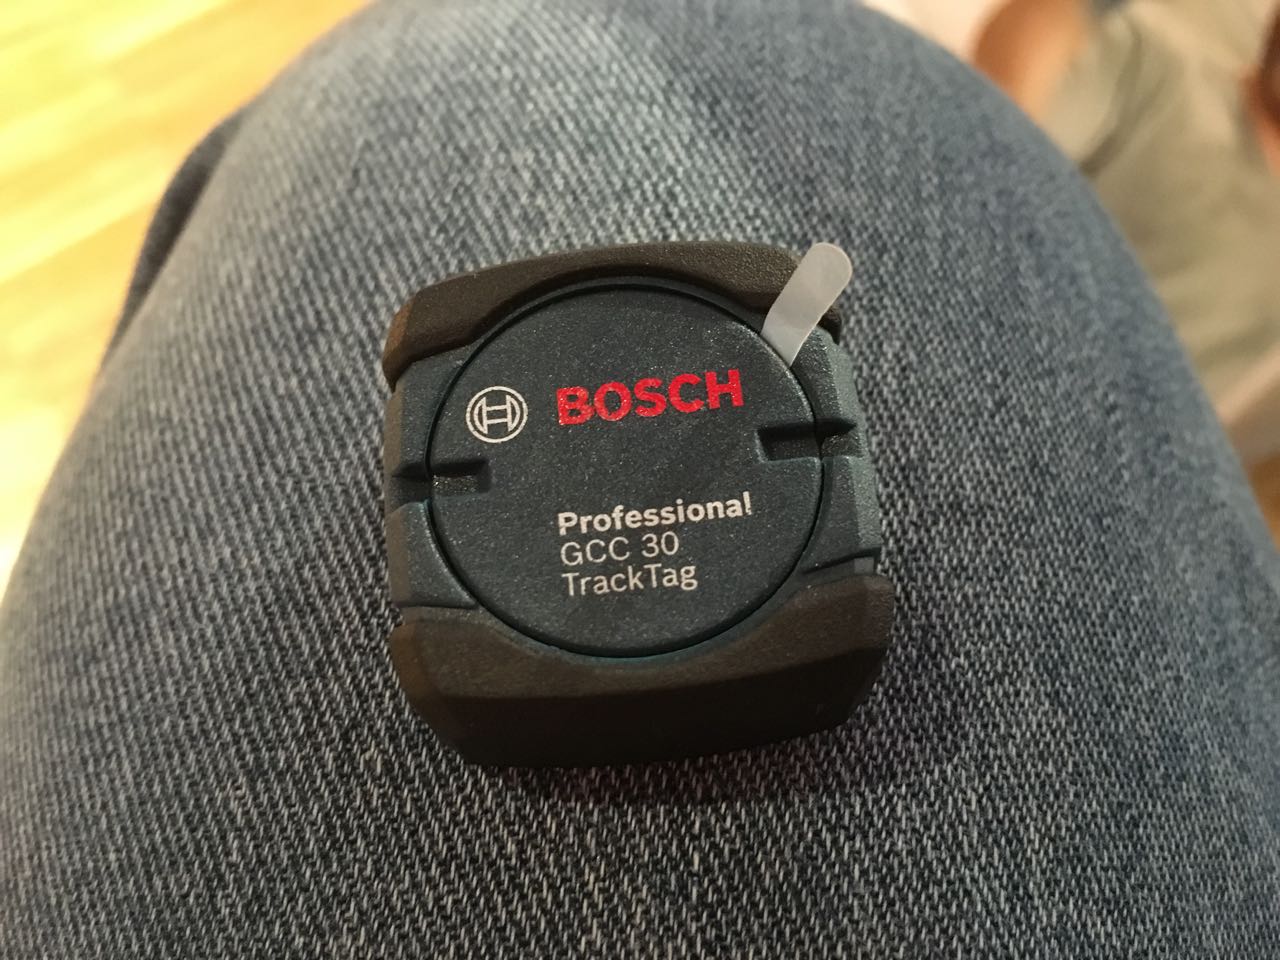 BOSCH
Professional
GCC 30
TrackTag